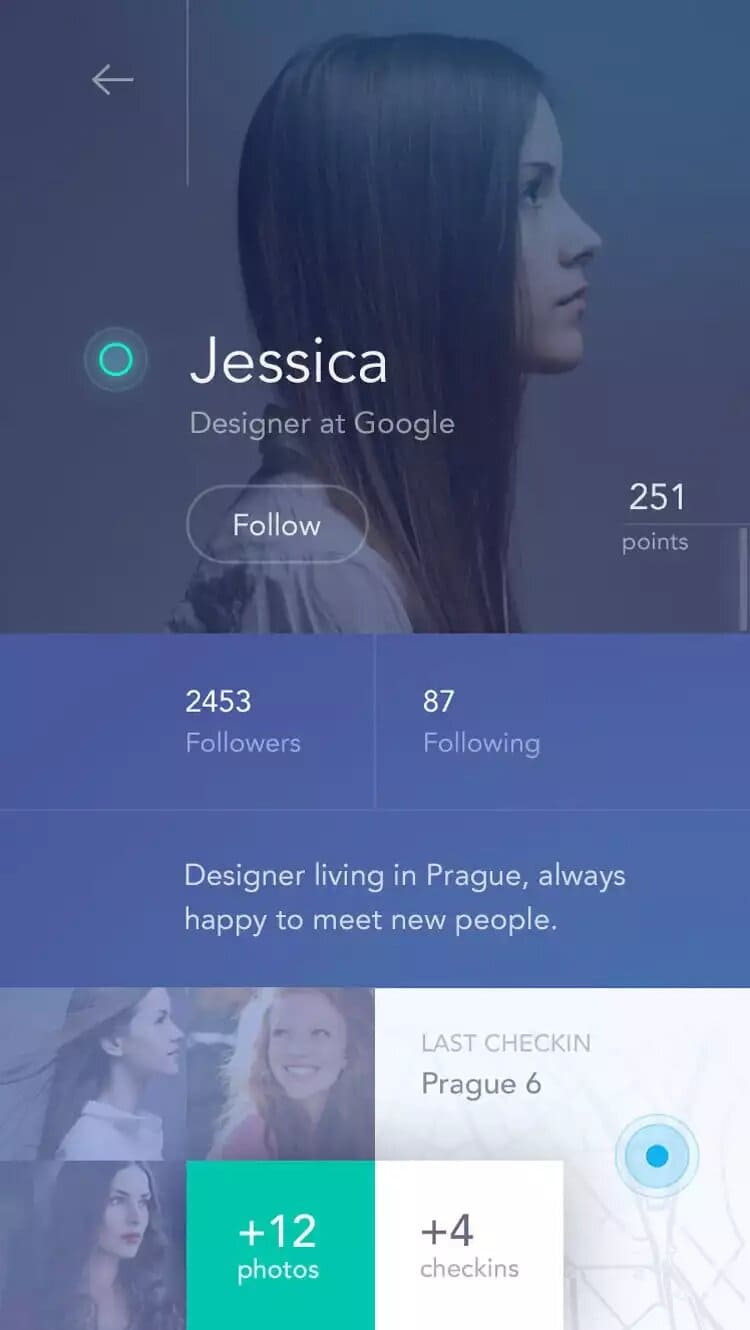 Jessica
Designer at Google
Follow
251
points
2453
Followers
87
Following
Designer living in Prague, always
happy to meet new people.
LAST CHECKIN
Prague 6
+12
photos
+4
checkins